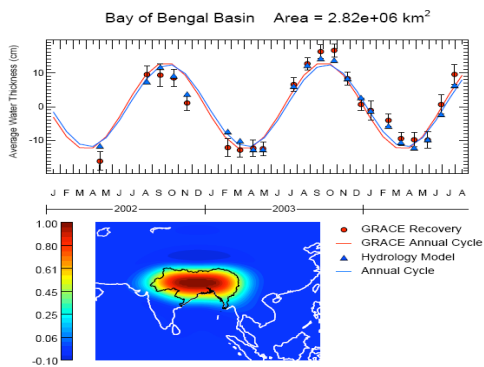 Bay of Bengal Basin Area = 2.82e+06 km²
Average Water Thickness (cm)
10
0
-10
J F M A M J J A S O N D J F M A M J J A S O N D J F M A M J J A
2002 2003
1.00
0.80
0.61
0.45
0.25
0.06
-0.10
GRACE Recovery
GRACE Annual Cycle
Hydrology Model
Annual Cycle